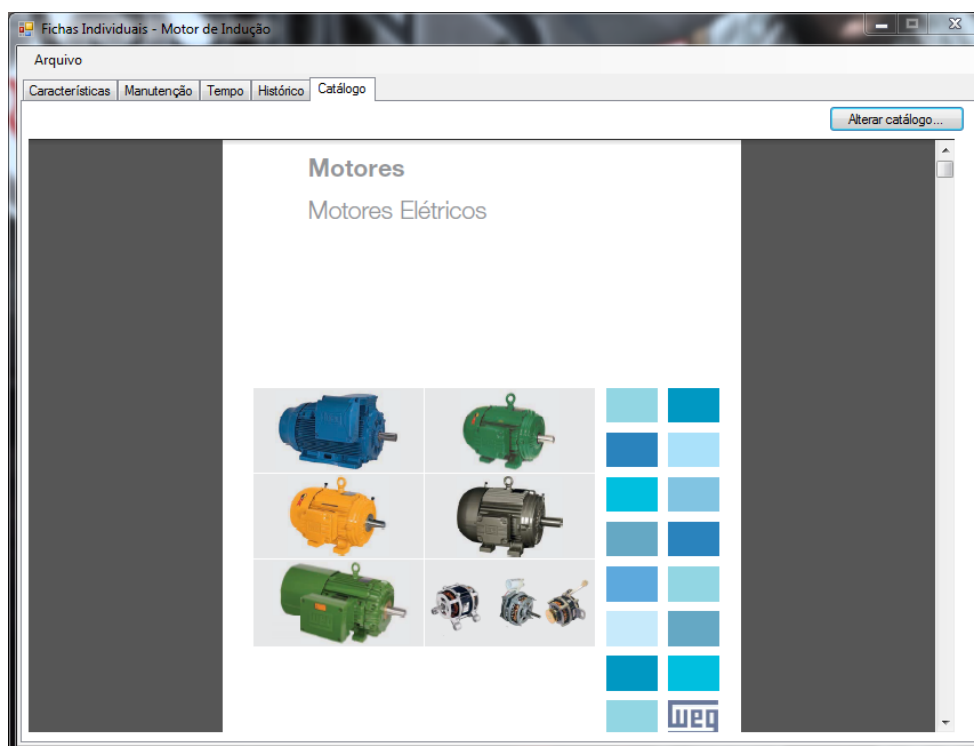 Fichas Individuais - Motor de Indução
Arquivo
Características Manutenção Tempo Histórico Catálogo
Alterar catálogo...
Motores
Motores Elétricos
weg